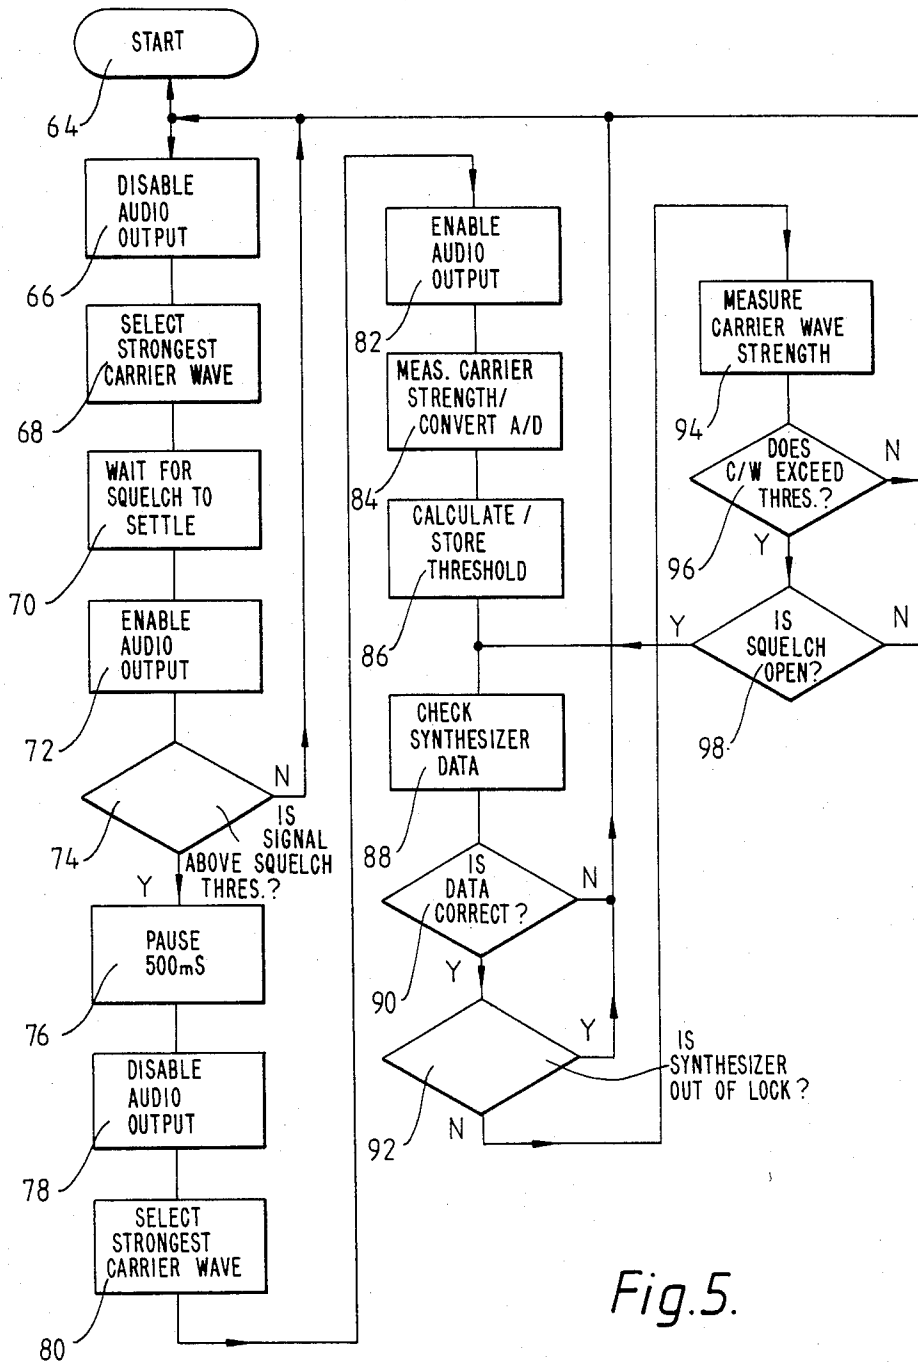 START
64
DISABLE
AUDIO
OUTPUT
66
SELECT
STRONGEST
CARRIER WAVE
68
WAIT FOR
SQUELCH TO
SETTLE
70
ENABLE
AUDIO
OUTPUT
72
N
IS
SIGNAL
ABOVE SQUELCH
THRES.?
74
Y
PAUSE
500mS
76
DISABLE
AUDIO
OUTPUT
78
SELECT
STRONGEST
CARRIER WAVE
80
ENABLE
AUDIO
OUTPUT
82
MEAS. CARRIER
STRENGTH/
CONVERT A/D
84
CALCULATE/
STORE
THRESHOLD
86
CHECK
SYNTHESIZER
DATA
88
IS
DATA
CORRECT?
N
90
Y
Y
IS
SYNTHESIZER
OUT OF LOCK?
92
N
MEASURE
CARRIER WAVE
STRENGTH
94
DOES
C/W EXCEED
THRES.?
N
96
Y
Y
IS
SQUELCH
OPEN?
N
98
Fig.5.